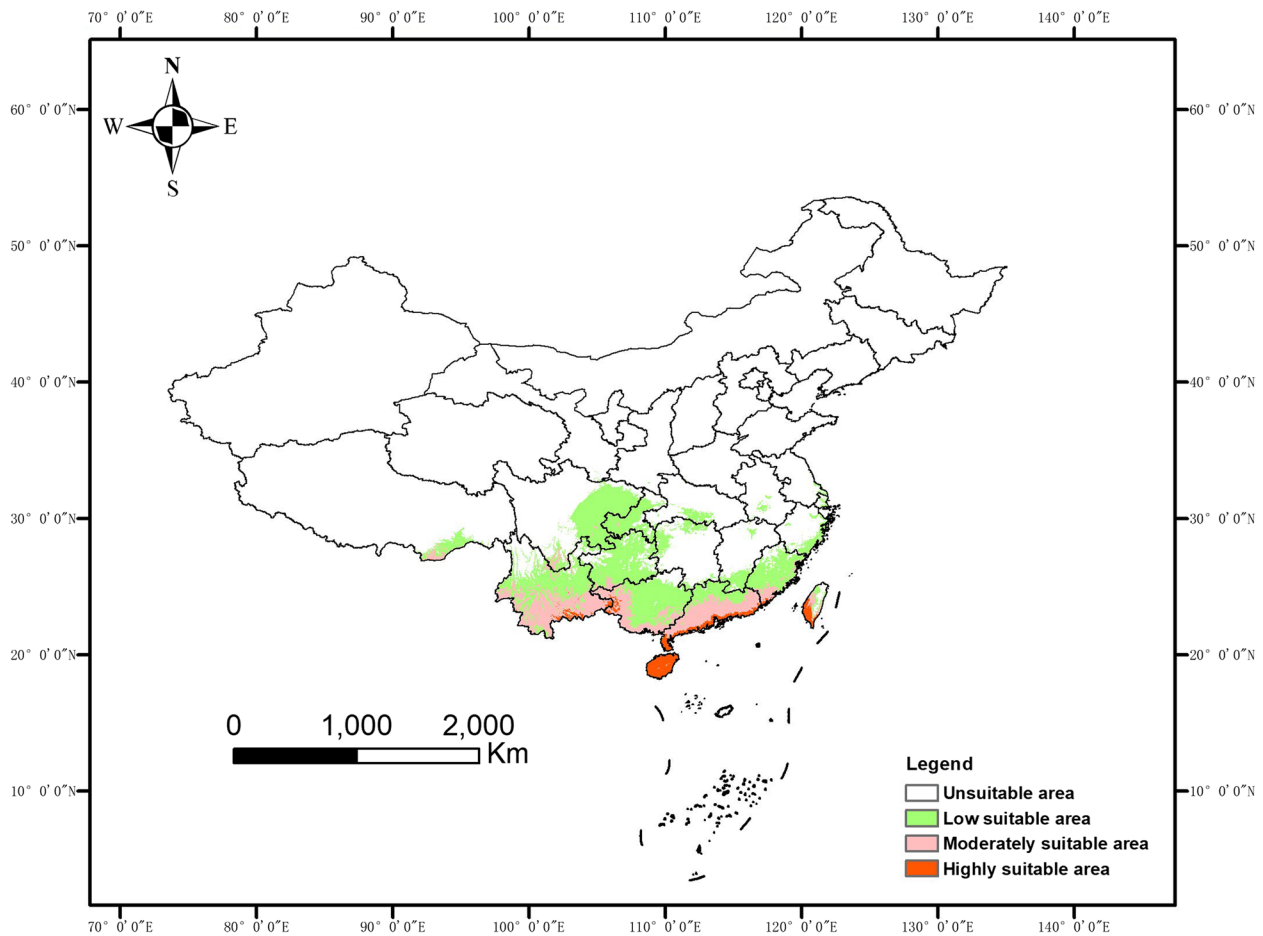 70° 0'0"E 80° 0'0"E 90° 0'0"E 100° 0'0"E 110° 0'0"E 120° 0'0"E 130° 0'0"E 140° 0'0"E
N
W E
S
60° 0'0"N 60° 0'0"N
50° 0'0"N 50° 0'0"N
40° 0'0"N 40° 0'0"N
30° 0'0"N 30° 0'0"N
20° 0'0"N 20° 0'0"N
0 1,000 2,000
Km
10° 0'0"N 10° 0'0"N
Legend
Unsuitable area
Low suitable area
Moderately suitable area
Highly suitable area
70° 0'0"E 80° 0'0"E 90° 0'0"E 100° 0'0"E 110° 0'0"E 120° 0'0"E 130° 0'0"E 140° 0'0"E